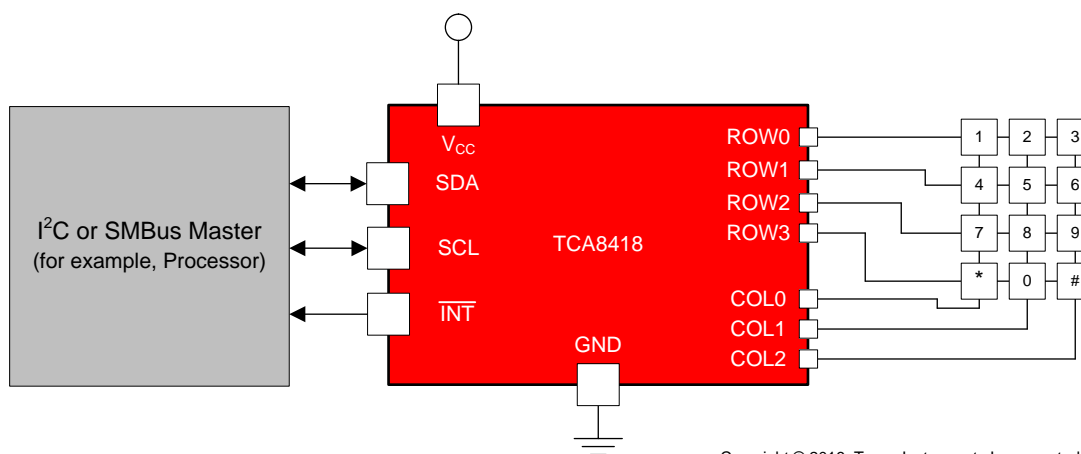 V_CC
SDA
SCL
I²C or SMBus Master
(for example, Processor)
INT
TCA8418
GND
ROW0
ROW1
ROW2
ROW3
COL0
COL1
COL2
1 2 3
4 5 6
7 8 9
* 0 #